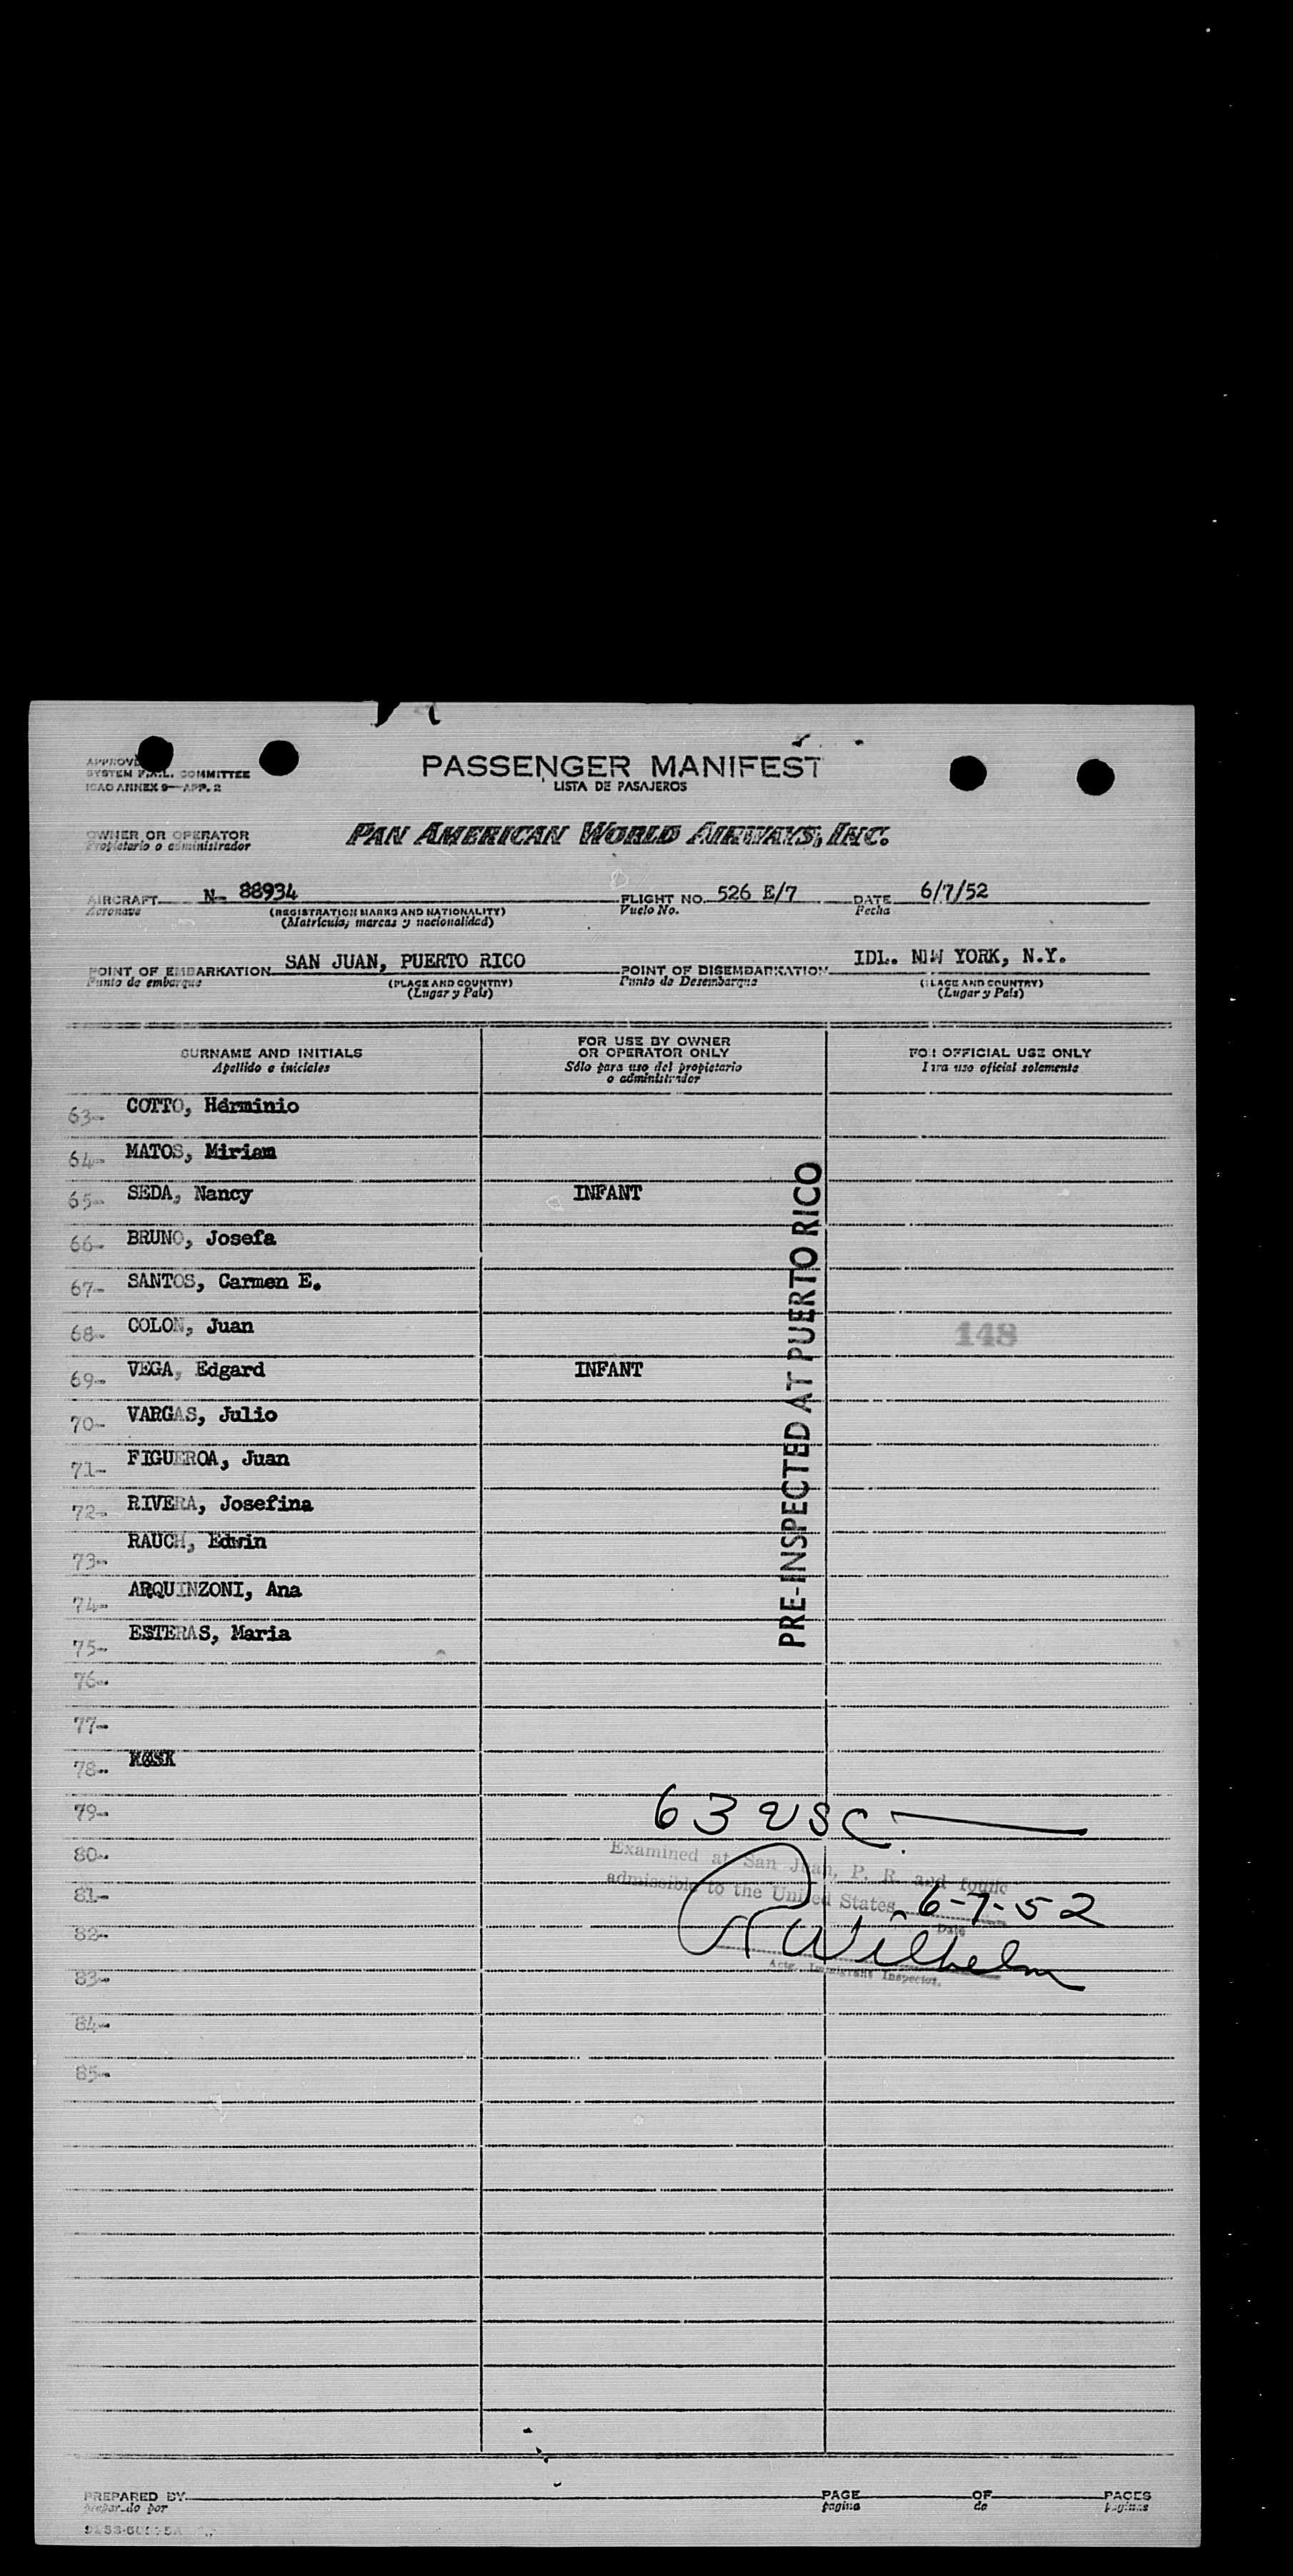 PASSENGER MANIFEST
LISTA DE PASAJEROS
SYSTEM F.A.L. COMMITTEE
ICAO ANNEX 9—APP. 2
OWNER OR OPERATOR
Propietario o administrador
PAN AMERICAN WORLD AIRWAYS, INC.
AIRCRAFT N- 88934 FLIGHT NO. 526 E/7 DATE 6/7/52
Aeronave (REGISTRATION MARKS AND NATIONALITY) Vuelo No. Fecha
(Matricula, marcas y nacionalidad)
POINT OF EMBARKATION SAN JUAN, PUERTO RICO POINT OF DISEMBARKATION IDL. NEW YORK, N.Y.
Punto de embarque (PLACE AND COUNTRY) Punto de Desembarque (PLACE AND COUNTRY)
(Lugar y País) (Lugar y País)
SURNAME AND INITIALS FOR USE BY OWNER OR OPERATOR ONLY FOR OFFICIAL USE ONLY
Apellido e iniciales Sólo para uso del propietario o administrador Para uso oficial solamente
63- COTTO, Herminio
64- MATOS, Miriam
65- SEDA, Nancy INFANT
66- BRUNO, Josefa
67- SANTOS, Carmen E.
68- COLON, Juan 148
69- VEGA, Edgard INFANT
70- VARGAS, Julio
71- FIGUEROA, Juan
72- RIVERA, Josefina
73- RAUCH, Edwin
74- ARQUINZONI, Ana
75- ESTERAS, Maria
PRE-INSPECTED AT PUERTO RICO
76-
77-
78-
79- 63 USC
80- Examined at San Juan, P. R. and found
81- admissible to the United States 6-7-52
82- Date
Wilhelm
83- Actg. Immigrant Inspector.
84-
85-
PREPARED BY PAGE OF PAGES
preparado por pagina de paginas